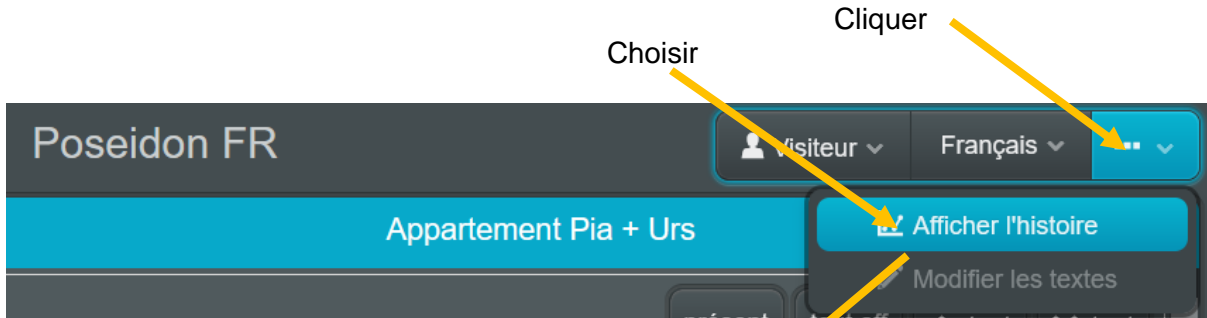 Cliquer
Choisir
Poseidon FR
Visiteur Français
Appartement Pia + Urs
Afficher l'histoire
Modifier les textes